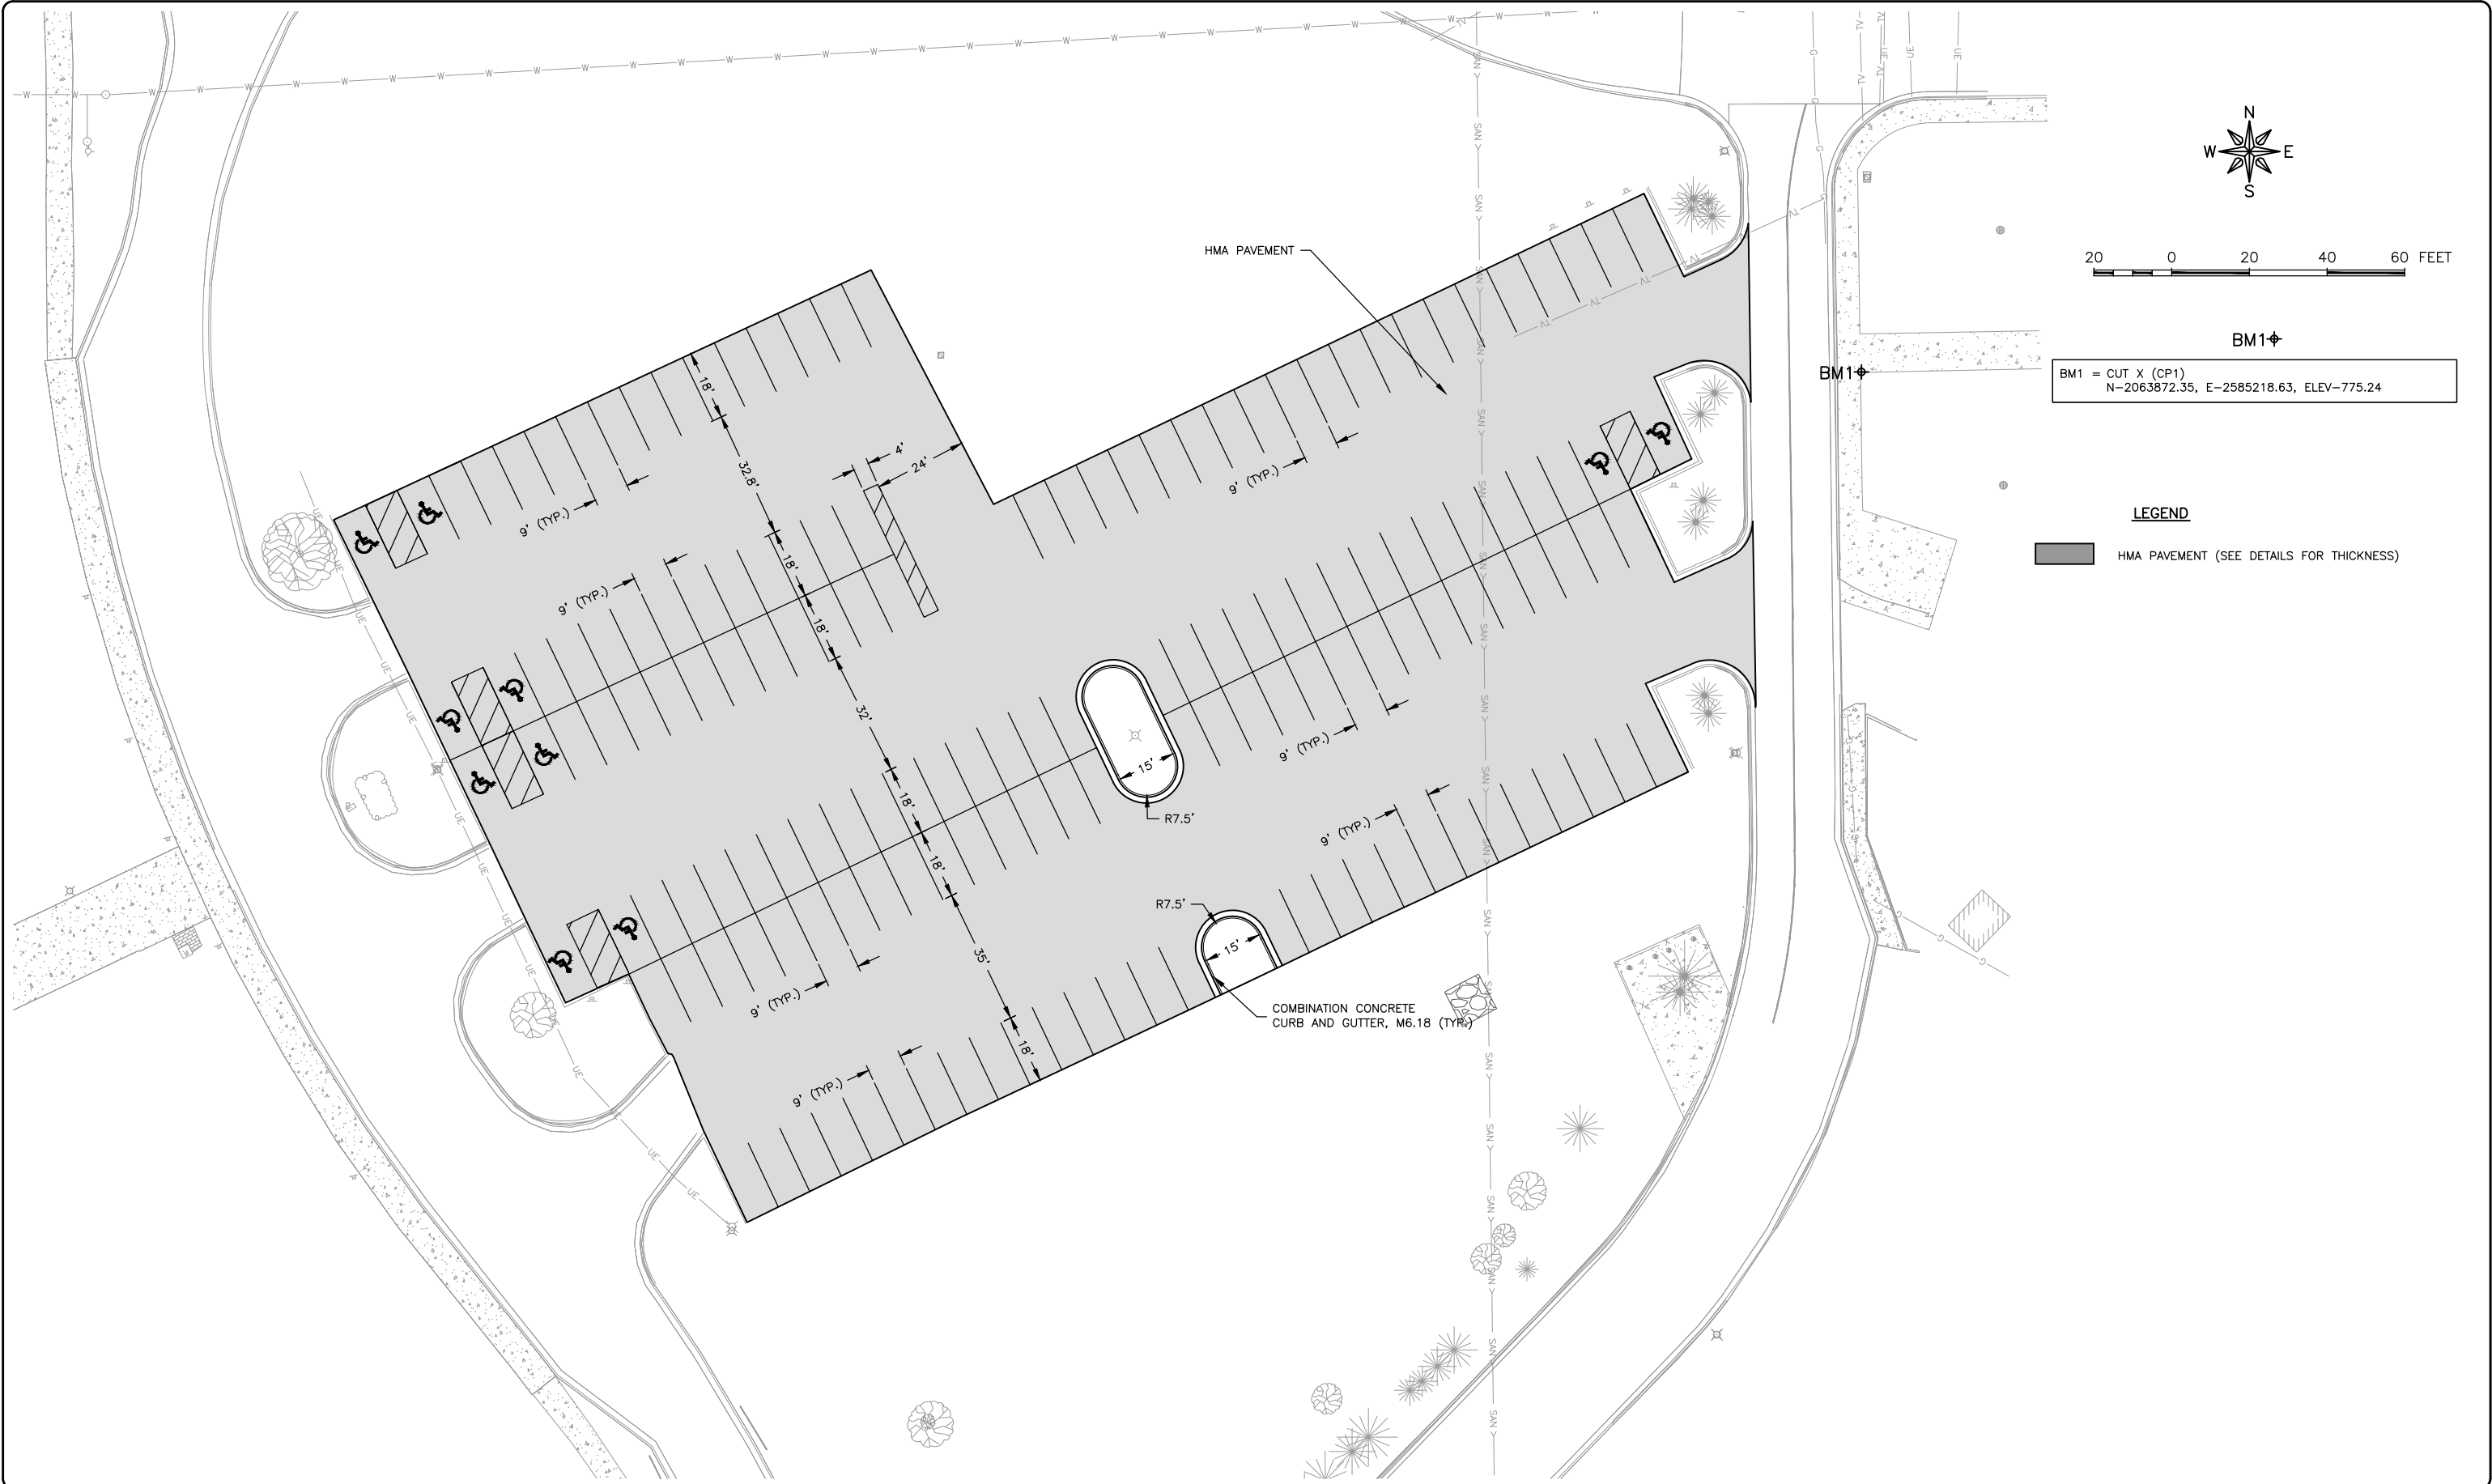 N
W E
S
20 0 20 40 60 FEET
HMA PAVEMENT
BM1
BM1
BM1 = CUT X (CP1)
N-2063872.35, E-2585218.63, ELEV-775.24
LEGEND
HMA PAVEMENT (SEE DETAILS FOR THICKNESS)
18'
32.8'
4'
24'
9' (TYP.)
9' (TYP.)
9' (TYP.)
18'
18'
32'
15'
R7.5'
9' (TYP.)
18'
18'
9' (TYP.)
R7.5'
15'
35'
9' (TYP.)
COMBINATION CONCRETE
CURB AND GUTTER, M6.18 (TYP.)
18'
9' (TYP.)
W
SAN >
TV
UE
G